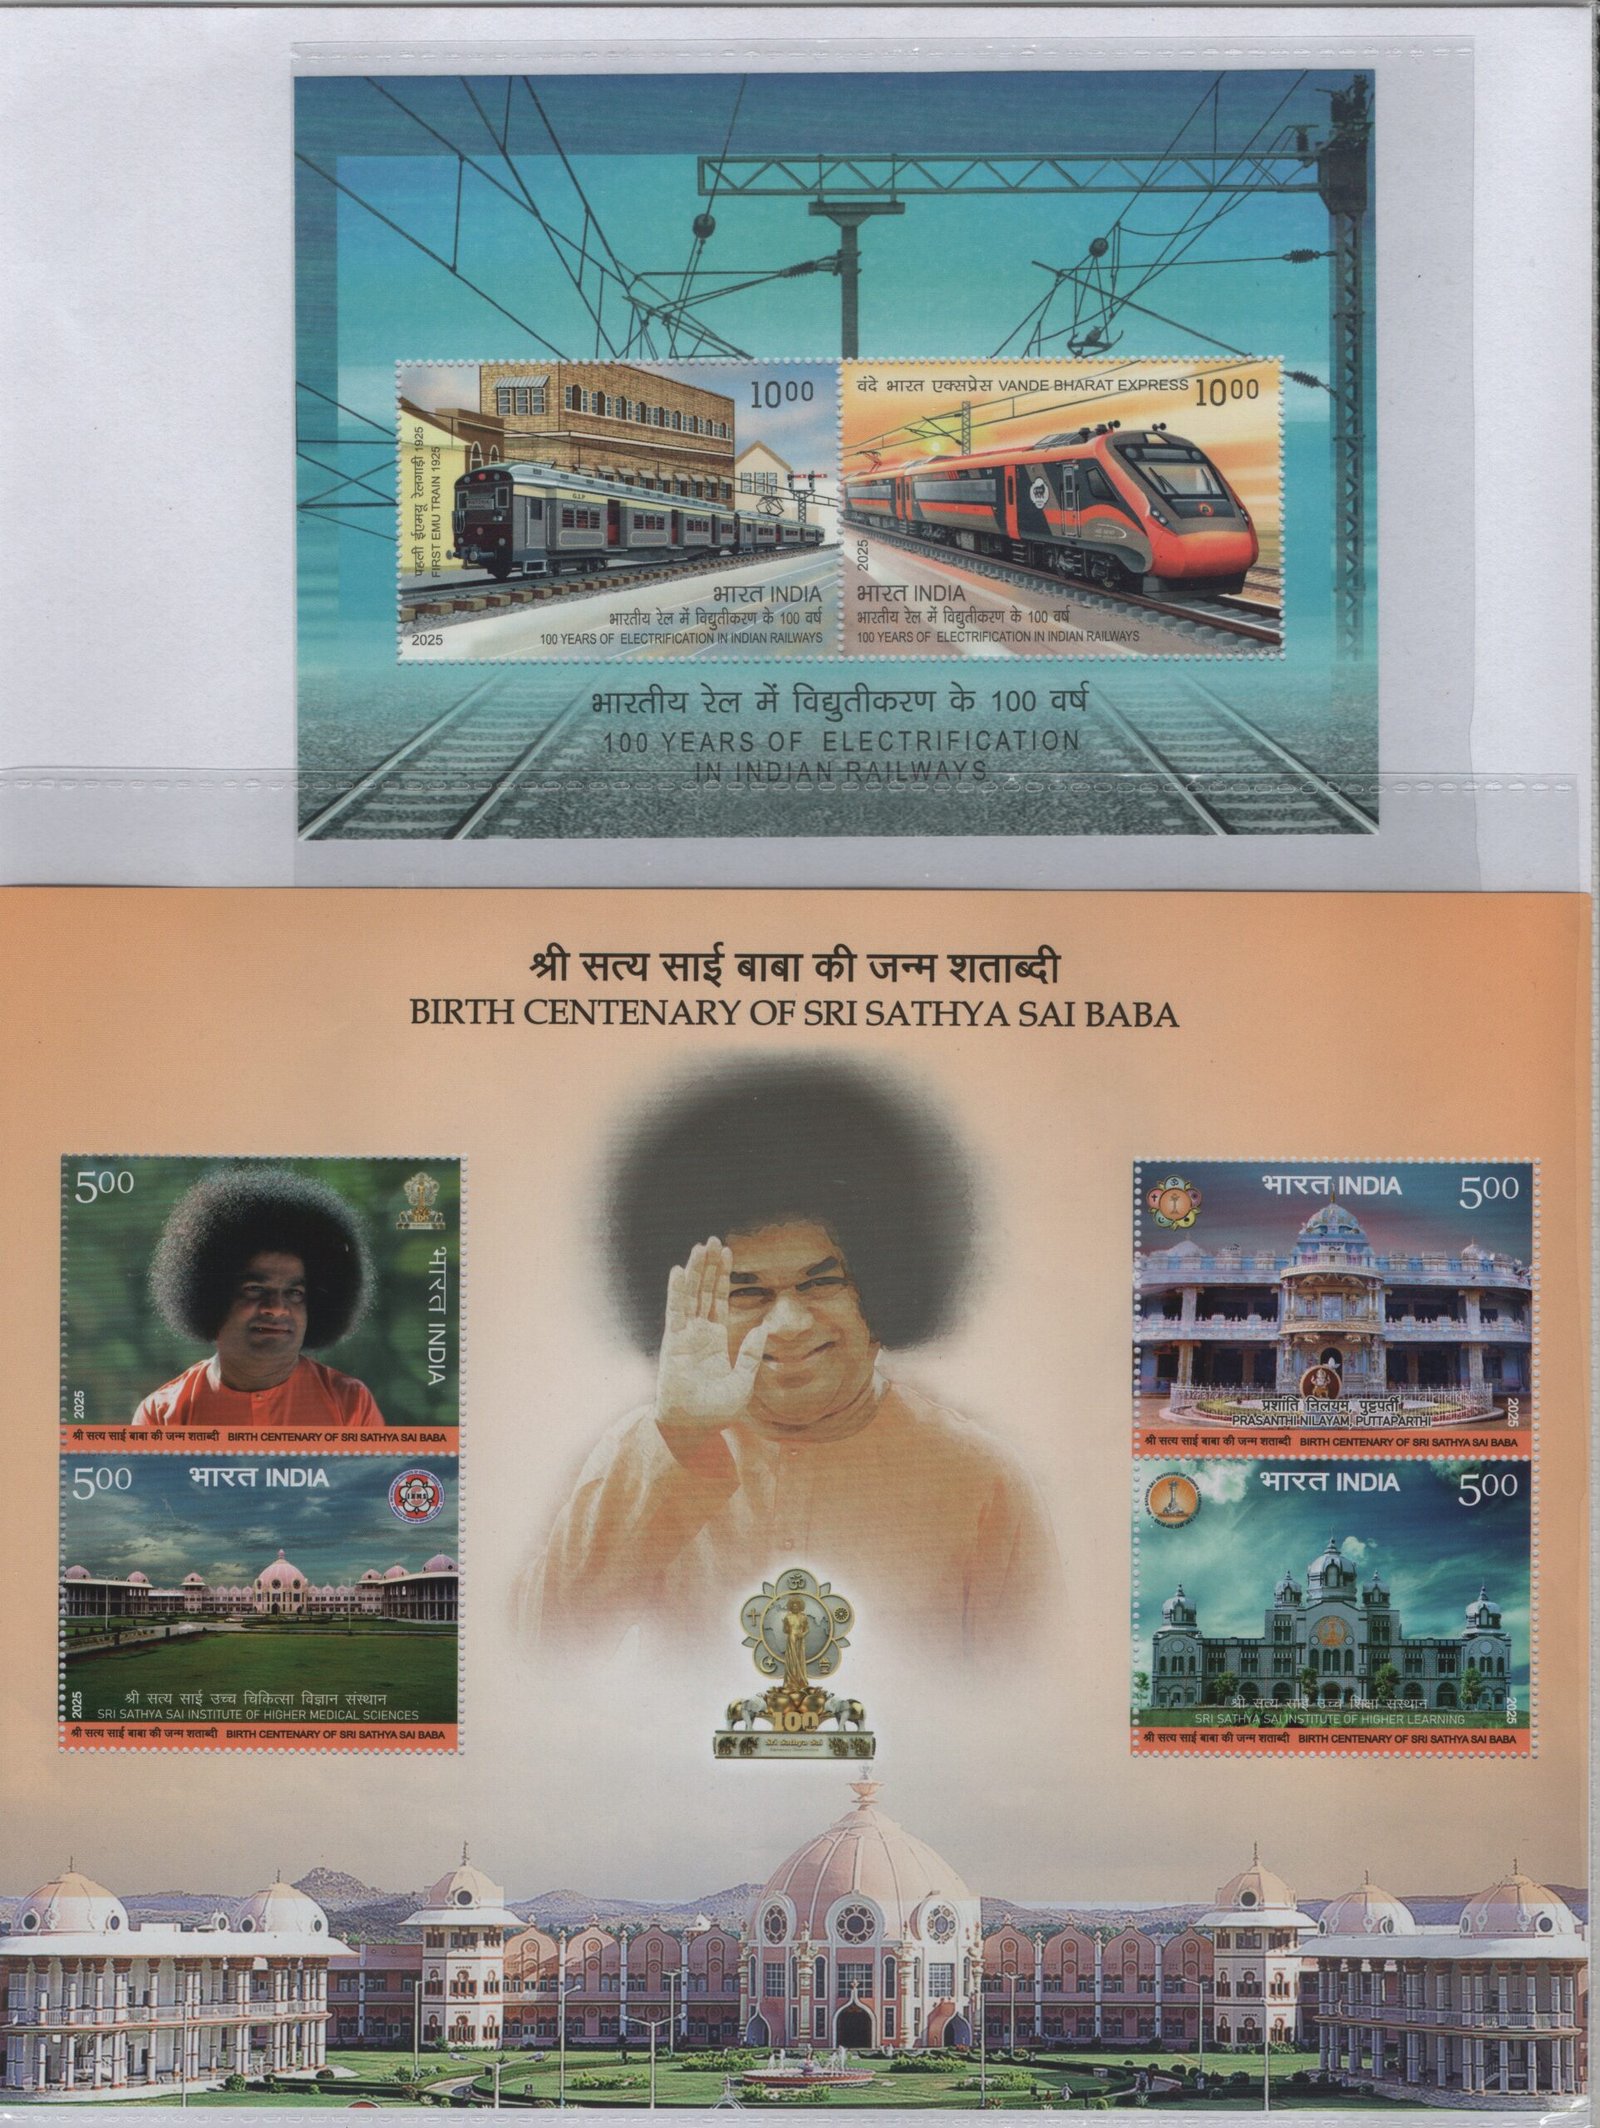 10 00
पहली ईएमयू रेलगाड़ी 1925
FIRST EMU TRAIN 1925
G.I.P
भारत INDIA
भारतीय रेल में विद्युतीकरण के 100 वर्ष
2025
100 YEARS OF ELECTRIFICATION IN INDIAN RAILWAYS
वंदे भारत एक्सप्रेस VANDE BHARAT EXPRESS
10 00
2025
भारत INDIA
भारतीय रेल में विद्युतीकरण के 100 वर्ष
100 YEARS OF ELECTRIFICATION IN INDIAN RAILWAYS
भारतीय रेल में विद्युतीकरण के 100 वर्ष
100 YEARS OF ELECTRIFICATION
IN INDIAN RAILWAYS
श्री सत्य साई बाबा की जन्म शताब्दी
BIRTH CENTENARY OF SRI SATHYA SAI BABA
5 00
100
भारत INDIA
2025
श्री सत्य साई बाबा की जन्म शताब्दी BIRTH CENTENARY OF SRI SATHYA SAI BABA
5 00
भारत INDIA
2025
श्री सत्य साई उच्च चिकित्सा विज्ञान संस्थान
SRI SATHYA SAI INSTITUTE OF HIGHER MEDICAL SCIENCES
श्री सत्य साई बाबा की जन्म शताब्दी BIRTH CENTENARY OF SRI SATHYA SAI BABA
ॐ
100
Sri Sathya Sai
भारत INDIA
5 00
प्रशांति निलयम, पुट्टपर्ती
PRASANTHI NILAYAM, PUTTAPARTHI
2025
श्री सत्य साई बाबा की जन्म शताब्दी BIRTH CENTENARY OF SRI SATHYA SAI BABA
भारत INDIA
5 00
श्री सत्य साई उच्च शिक्षा संस्थान
SRI SATHYA SAI INSTITUTE OF HIGHER LEARNING
2025
श्री सत्य साई बाबा की जन्म शताब्दी BIRTH CENTENARY OF SRI SATHYA SAI BABA